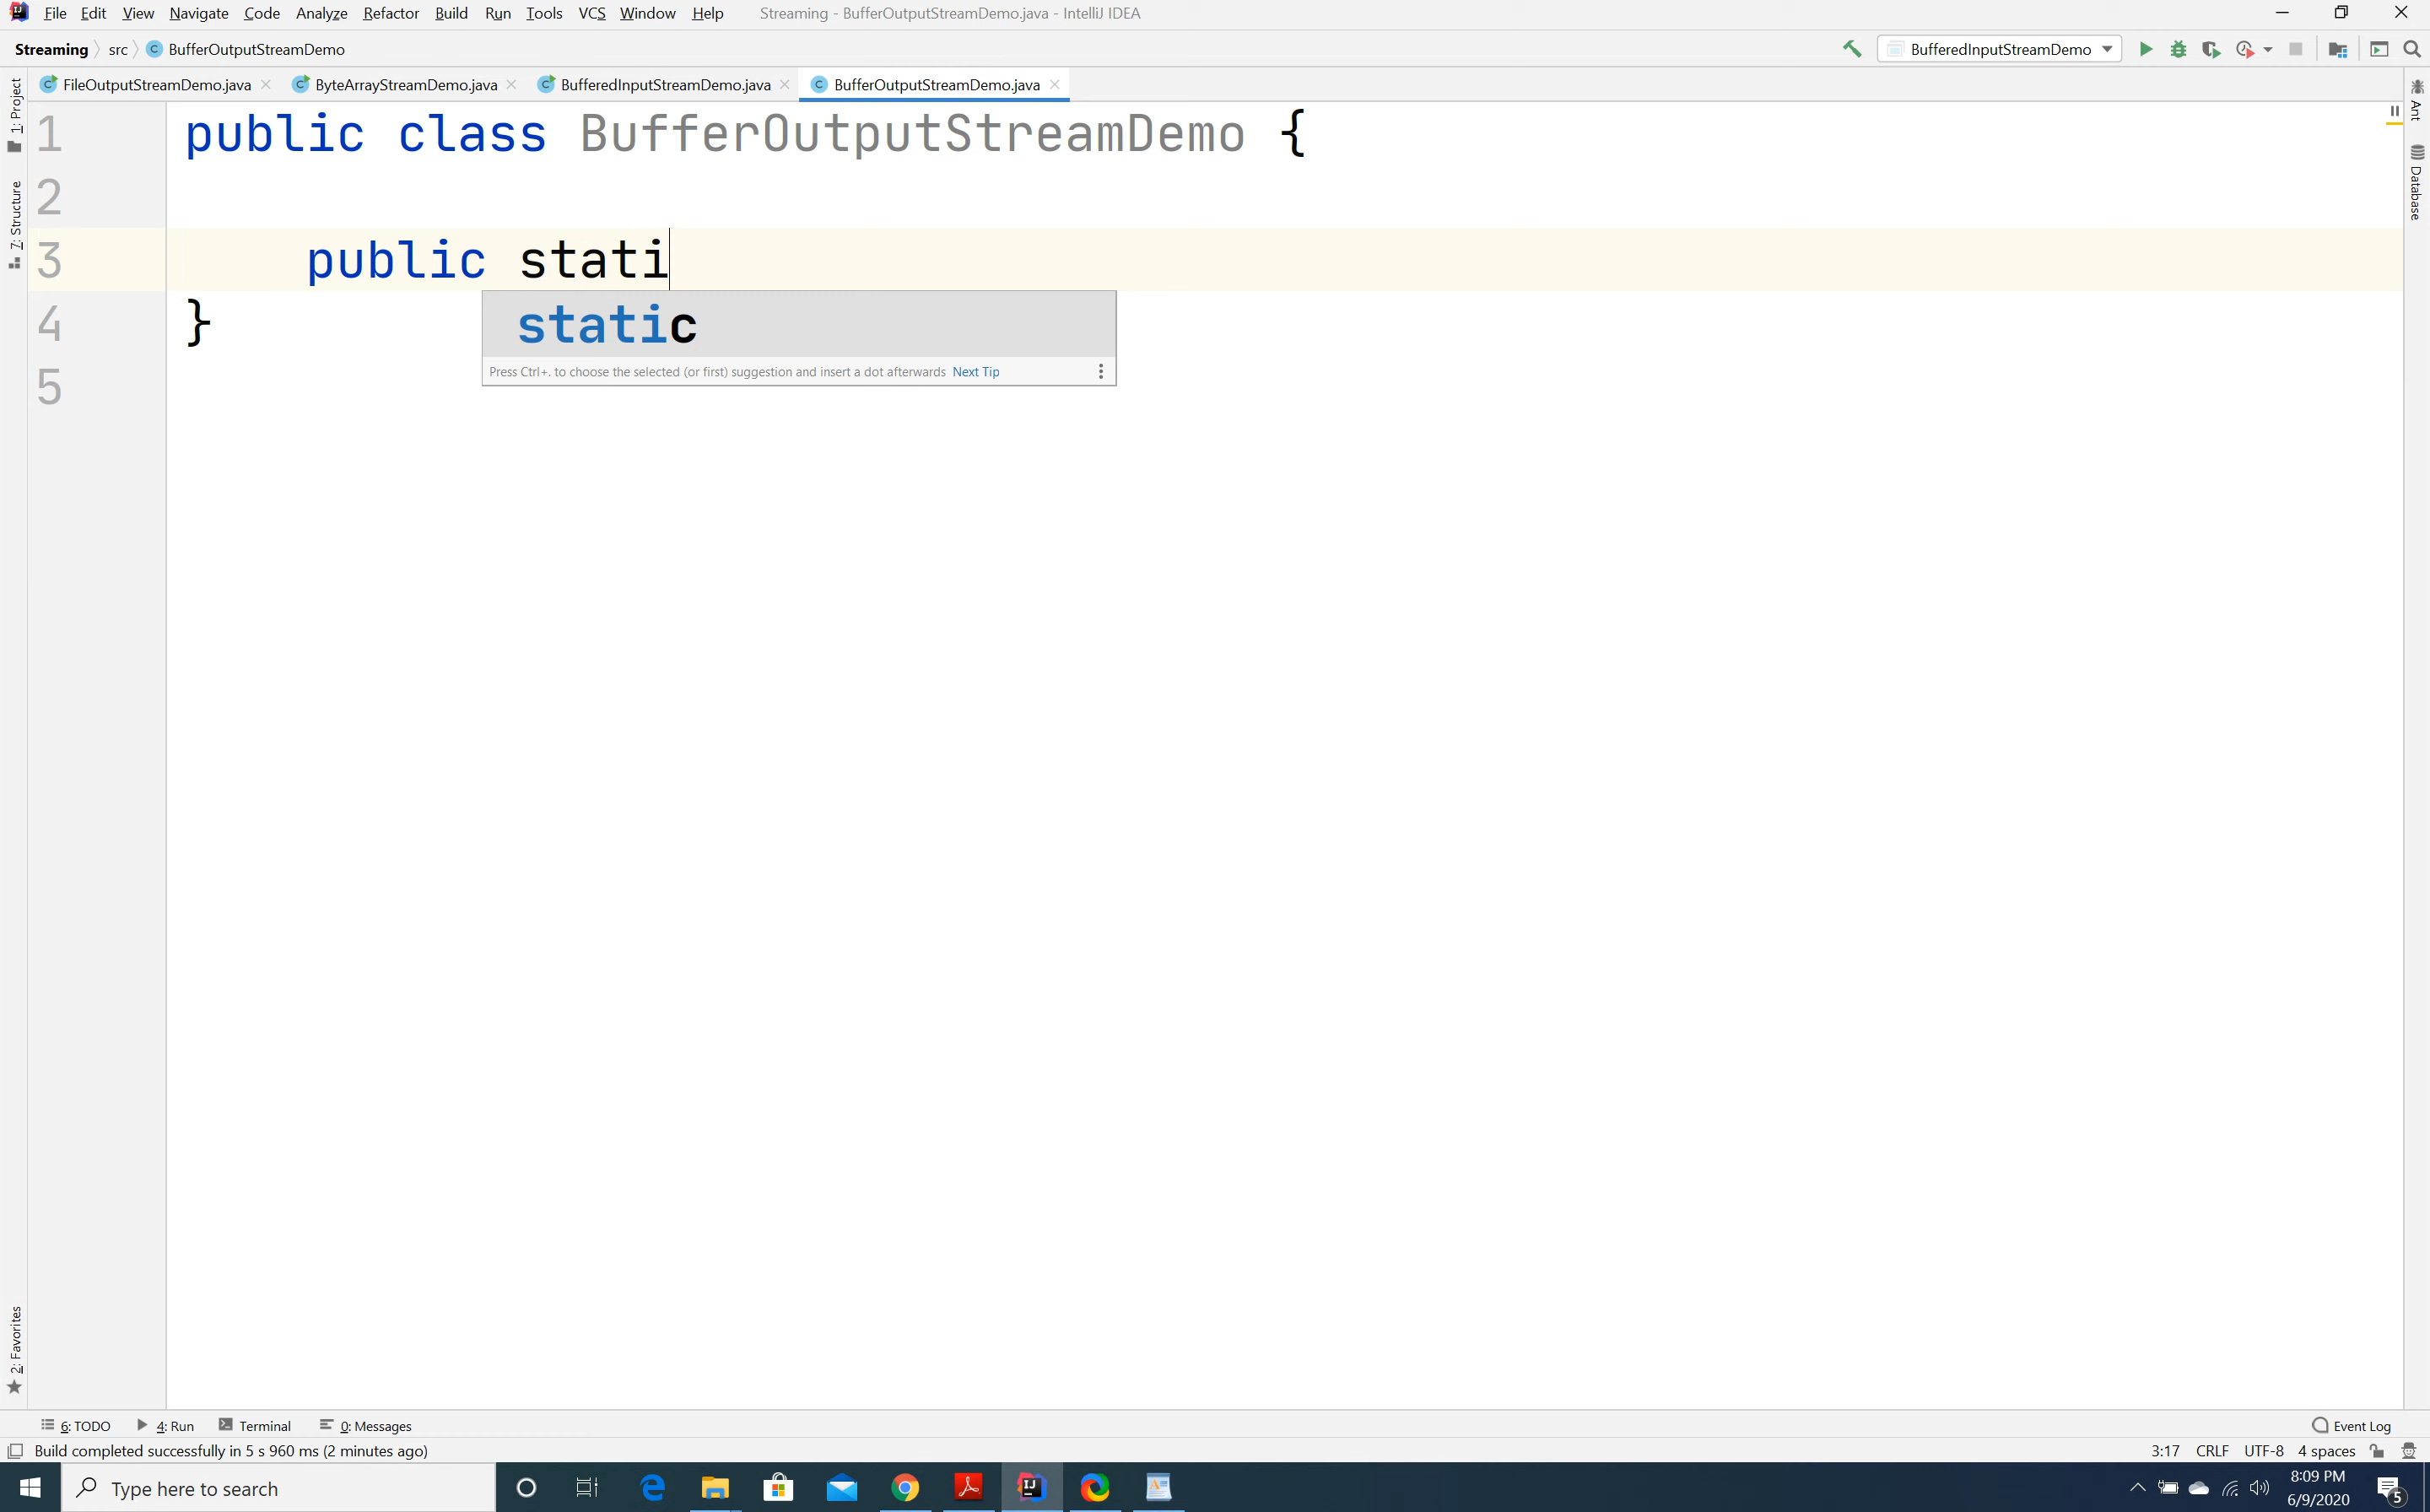 File Edit View Navigate Code Analyze Refactor Build Run Tools VCS Window Help Streaming - BufferOutputStreamDemo.java - IntelliJ IDEA
Streaming src BufferOutputStreamDemo BufferedInputStreamDemo
FileOutputStreamDemo.java ByteArrayStreamDemo.java BufferedInputStreamDemo.java BufferOutputStreamDemo.java
1: Project
7: Structure
2: Favorites
1 public class BufferOutputStreamDemo {
2
3 public stati
4 }
5
static
Press Ctrl+. to choose the selected (or first) suggestion and insert a dot afterwards Next Tip
Ant
Database
6: TODO 4: Run Terminal 0: Messages Event Log
Build completed successfully in 5 s 960 ms (2 minutes ago) 3:17 CRLF UTF-8 4 spaces
Type here to search
8:09 PM
6/9/2020
5